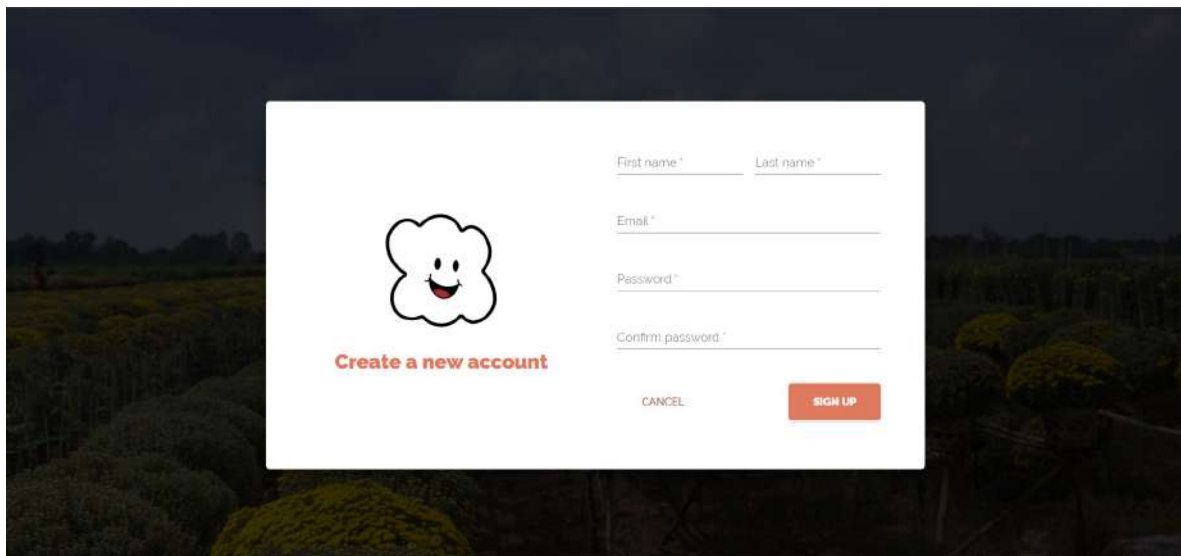 First name *
Last name *
Email *
Password *
Confirm password *
Create a new account
CANCEL
SIGN UP